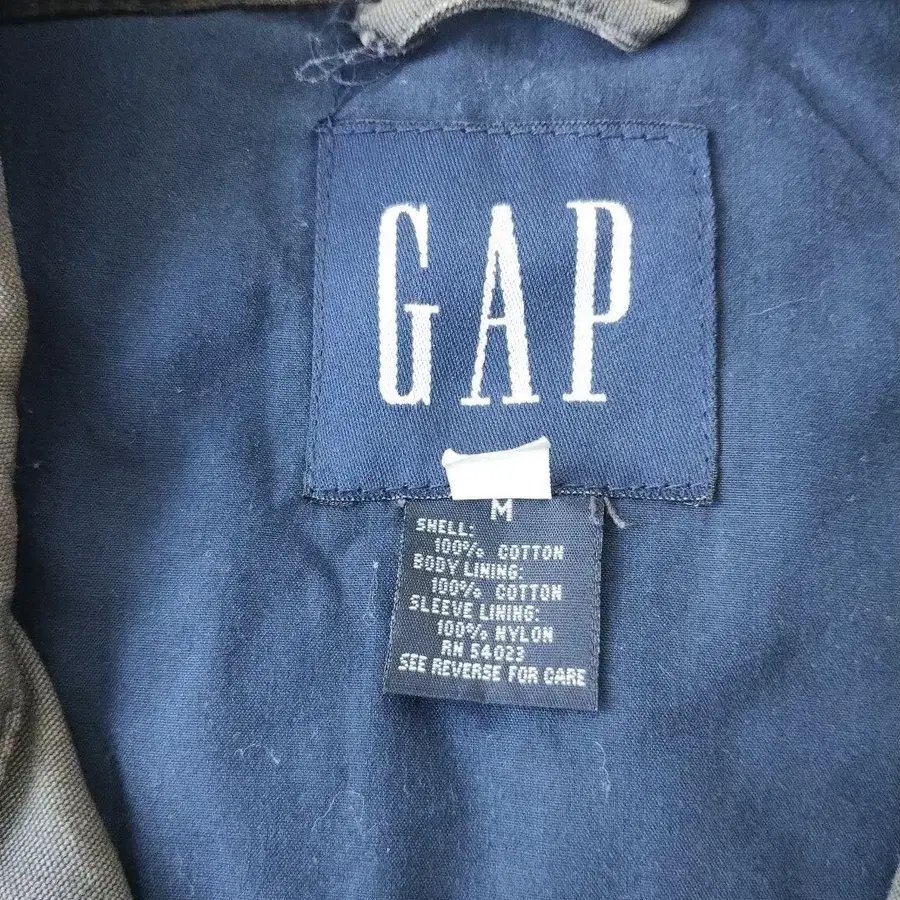 GAP
M
SHELL:
100% COTTON
BODY LINING:
100% COTTON
SLEEVE LINING:
100% NYLON
RN 54023
SEE REVERSE FOR CARE